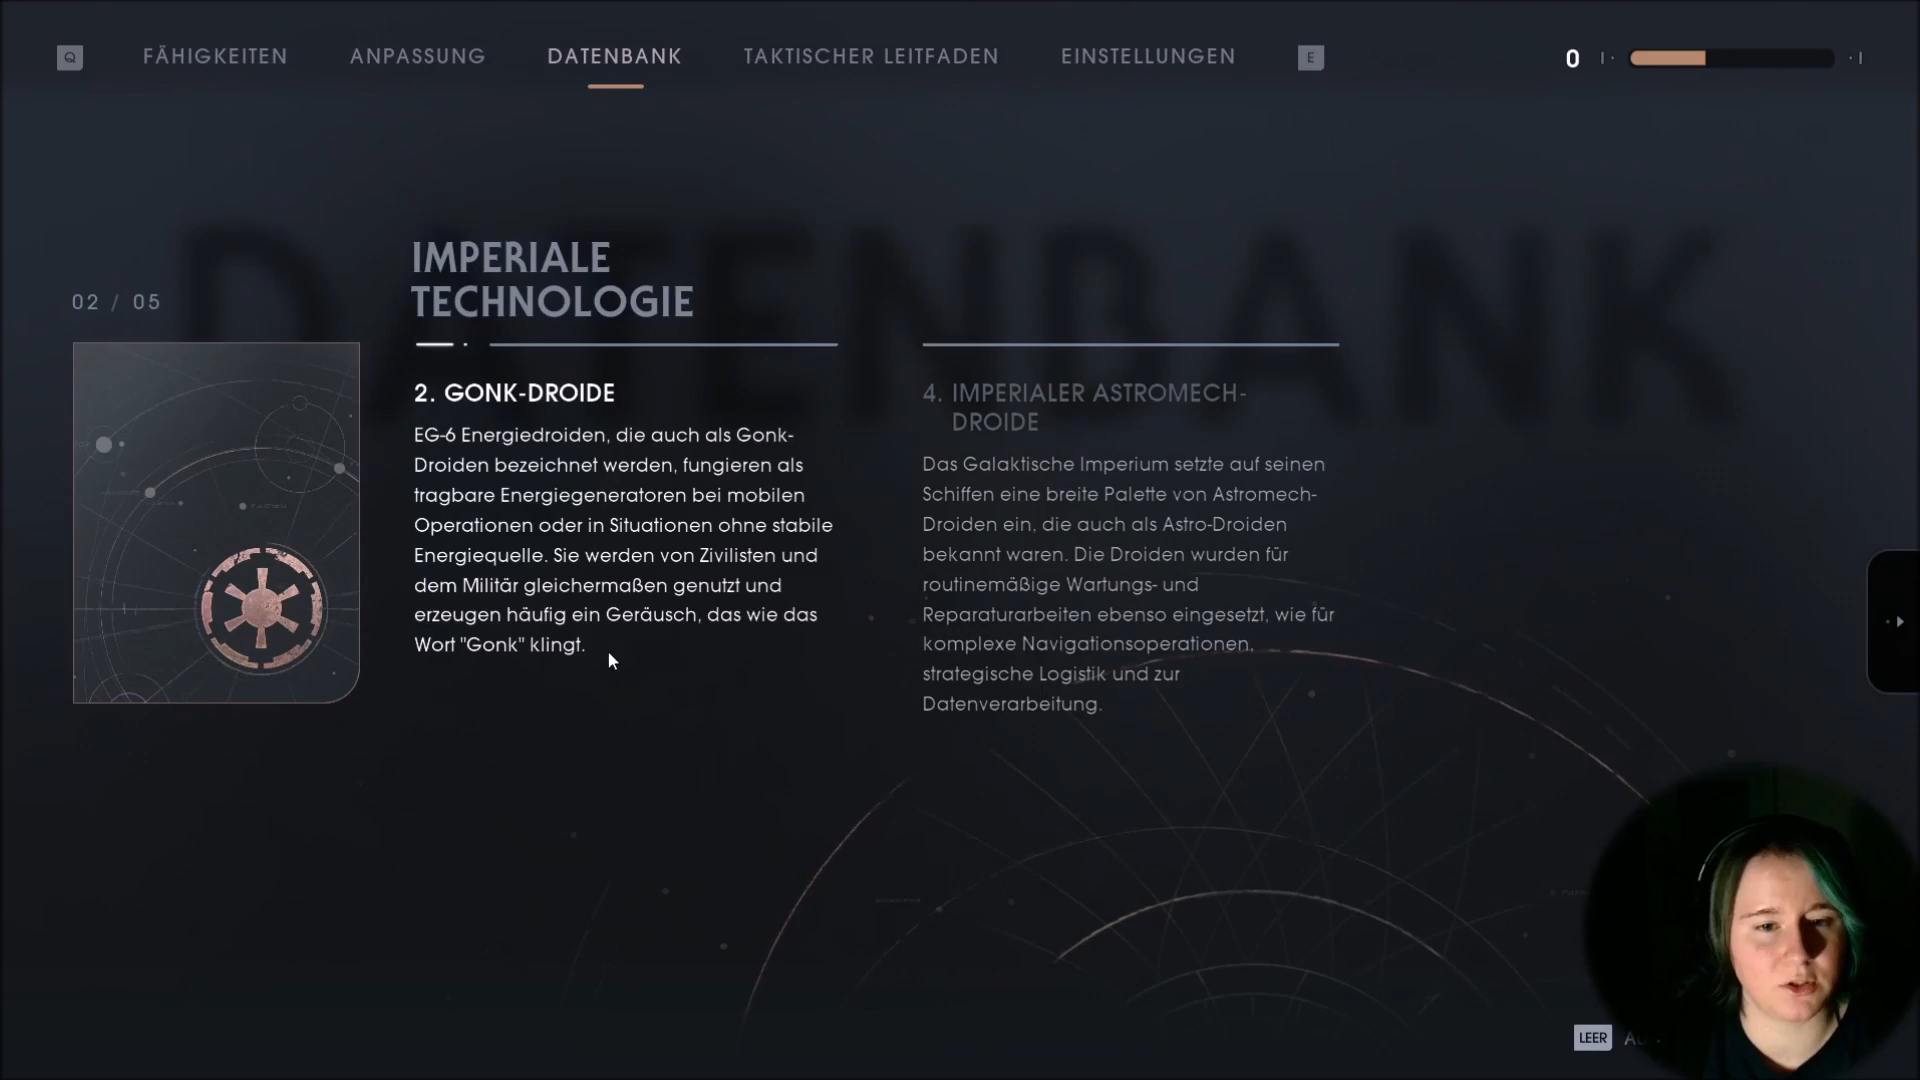 Q
FÄHIGKEITEN
ANPASSUNG
DATENBANK
TAKTISCHER LEITFADEN
EINSTELLUNGEN
E
0
DATENBANK
02 / 05
IMPERIALE
TECHNOLOGIE
2. GONK-DROIDE
EG-6 Energiedroiden, die auch als Gonk-
Droiden bezeichnet werden, fungieren als
tragbare Energiegeneratoren bei mobilen
Operationen oder in Situationen ohne stabile
Energiequelle. Sie werden von Zivilisten und
dem Militär gleichermaßen genutzt und
erzeugen häufig ein Geräusch, das wie das
Wort "Gonk" klingt.
4. IMPERIALER ASTROMECH-
DROIDE
Das Galaktische Imperium setzte auf seinen
Schiffen eine breite Palette von Astromech-
Droiden ein, die auch als Astro-Droiden
bekannt waren. Die Droiden wurden für
routinemäßige Wartungs- und
Reparaturarbeiten ebenso eingesetzt, wie für
komplexe Navigationsoperationen,
strategische Logistik und zur
Datenverarbeitung.
LEER